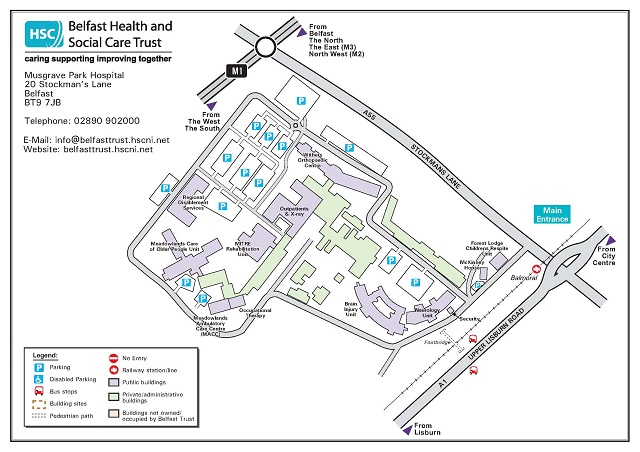 HSC
Belfast Health and
Social Care Trust
caring supporting improving together
Musgrave Park Hospital
20 Stockman's Lane
Belfast
BT9 7JB
Telephone: 02890 902000
E-Mail: info@belfasttrust.hscni.net
Website: belfasttrust.hscni.net
From
Belfast
The North
The East (M3)
North West (M2)
M1
From
The West
The South
P
A55
STOCKMANS LANE
P
P
P
P
P
Withers
Orthopaedic
Centre
P
P
P
P
P
Regional
Disablement
Services
P
Outpatients
& X-ray
Main
Entrance
Meadowlands Care
of Older People Unit
MITRE
Rehabilitation
Unit
Forest Lodge
Childrens Respite
Unit
McKinney
House
From
City
Centre
Balmoral
P
P
P
P
Meadowlands
Ambulatory
Care Centre
(MACC)
Occupational
Therapy
Brain
Injury
Unit
Neurology
Unit
Security
Footbridge
UPPER LISBURN ROAD
A1
From
Lisburn
Legend:
P Parking
Disabled Parking
Bus stops
Building sites
Pedestrian path
No Entry
Railway station/line
Public buildings
Private/administrative
buildings
Buildings not owned/
occupied by Belfast Trust